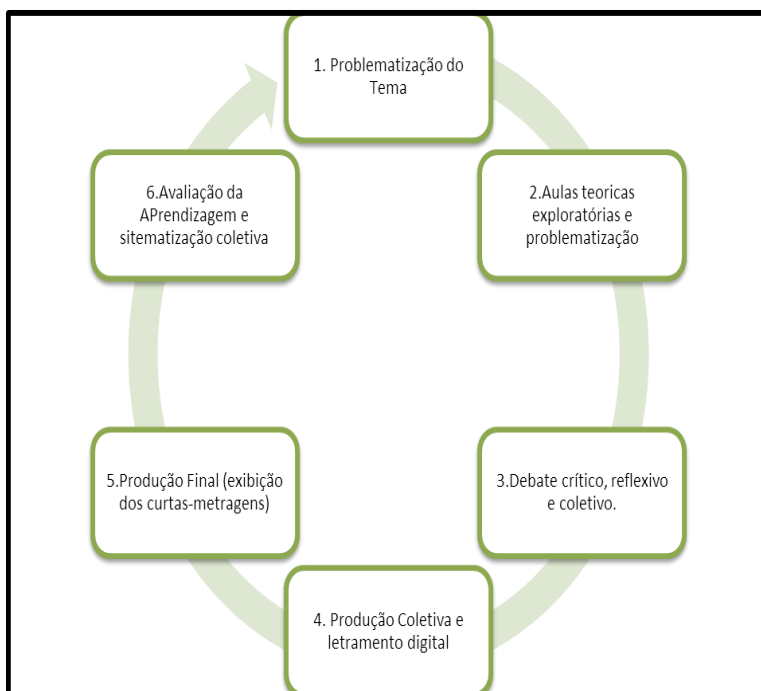 1. Problematização do
Tema
2.Aulas teoricas
exploratórias e
problematização
3.Debate crítico, reflexivo
e coletivo.
4. Produção Coletiva e
letramento digital
5.Produção Final (exibição
dos curtas-metragens)
6.Avaliação da
APrendizagem e
sitematização coletiva